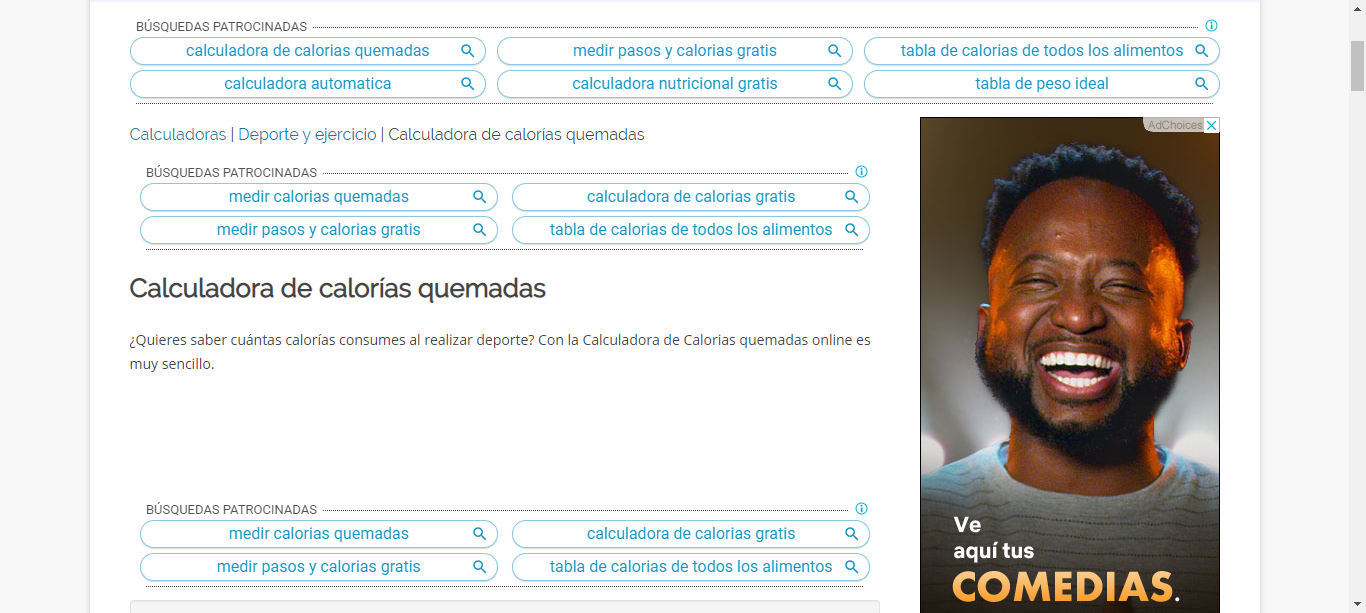 BÚSQUEDAS PATROCINADAS
calculadora de calorias quemadas
medir pasos y calorias gratis
tabla de calorias de todos los alimentos
calculadora automatica
calculadora nutricional gratis
tabla de peso ideal
Calculadoras | Deporte y ejercicio | Calculadora de calorias quemadas
BÚSQUEDAS PATROCINADAS
medir calorias quemadas
calculadora de calorias gratis
medir pasos y calorias gratis
tabla de calorias de todos los alimentos
Calculadora de calorías quemadas
¿Quieres saber cuántas calorías consumes al realizar deporte? Con la Calculadora de Calorias quemadas online es
muy sencillo.
BÚSQUEDAS PATROCINADAS
medir calorias quemadas
calculadora de calorias gratis
medir pasos y calorias gratis
tabla de calorias de todos los alimentos
AdChoices
Ve
aquí tus
COMEDIAS.